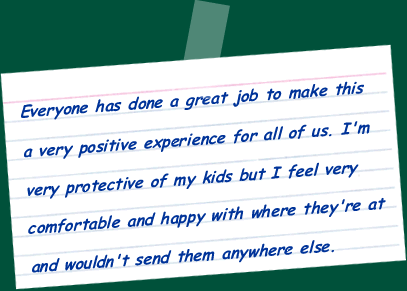 Everyone has done a great job to make this
a very positive experience for all of us. I'm
very protective of my kids but I feel very
comfortable and happy with where they're at
and wouldn't send them anywhere else.